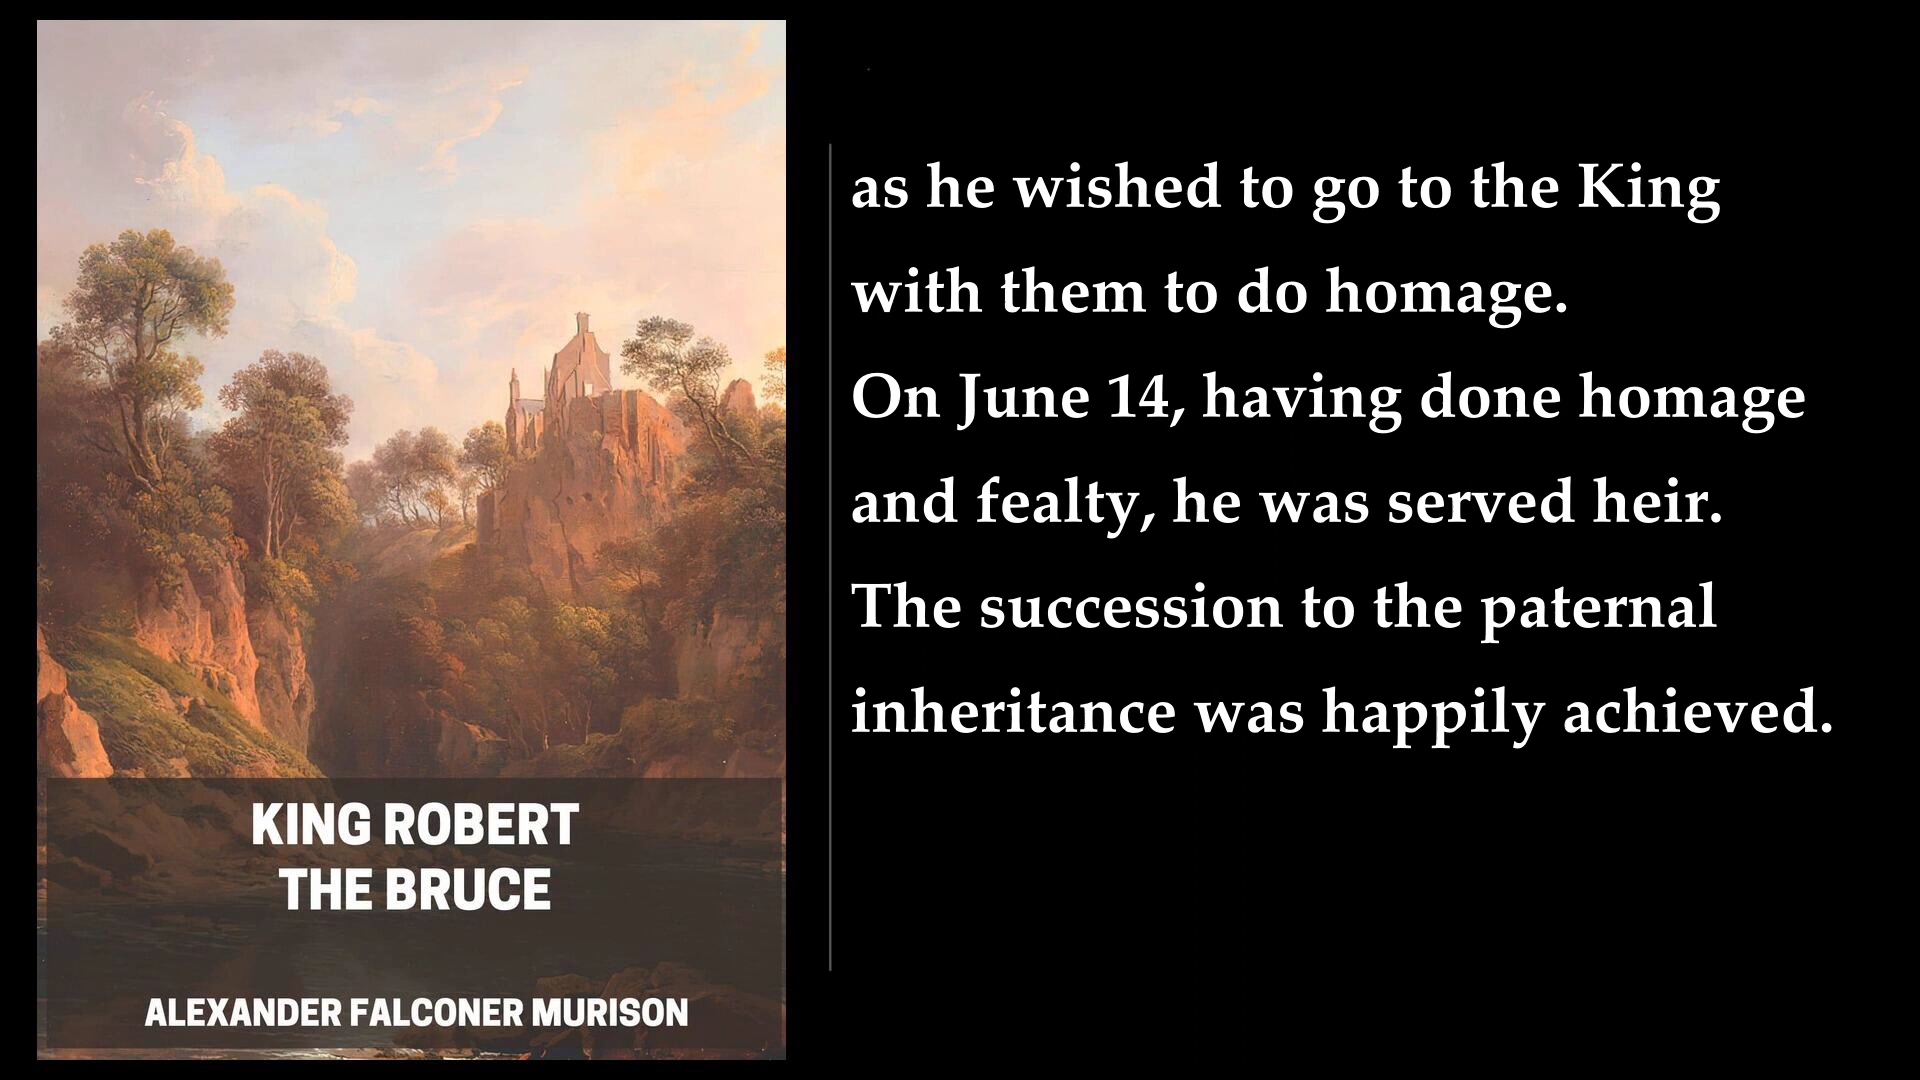 as he wished to go to the King
with them to do homage.
On June 14, having done homage
and fealty, he was served heir.
The succession to the paternal
inheritance was happily achieved.
KING ROBERT
THE BRUCE
ALEXANDER FALCONER MURISON